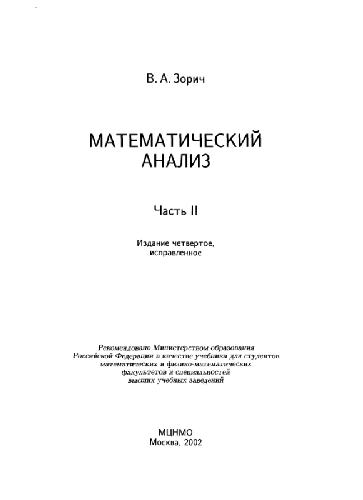 В. А. Зорич
МАТЕМАТИЧЕСКИЙ
АНАЛИЗ
Часть II
Издание четвертое,
исправленное
Рекомендовано Министерством образования
Российской Федерации в качестве учебника для студентов
математических и физико-математических
факультетов и специальностей
высших учебных заведений
МЦНМО
Москва, 2002